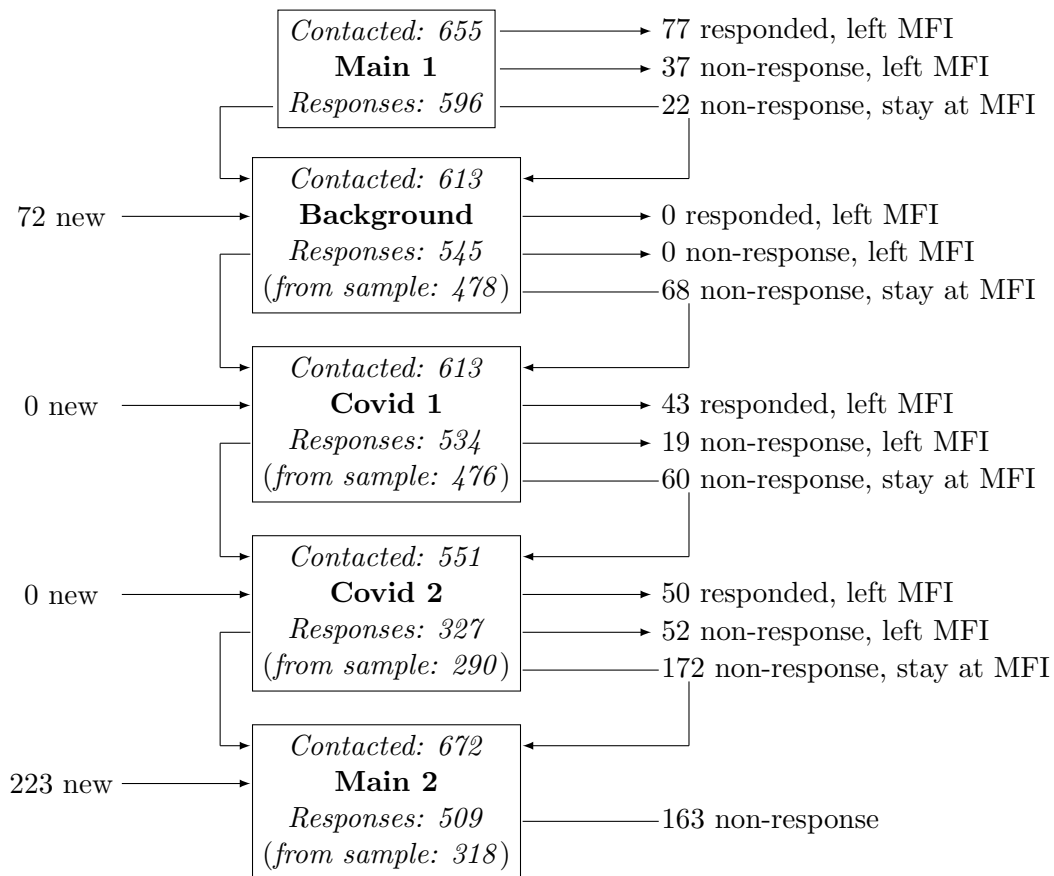 Contacted: 655
77 responded, left MFI
Main 1
37 non-response, left MFI
Responses: 596
22 non-response, stay at MFI
Contacted: 613
72 new
Background
0 responded, left MFI
Responses: 545
0 non-response, left MFI
(from sample: 478)
68 non-response, stay at MFI
Contacted: 613
0 new
Covid 1
43 responded, left MFI
Responses: 534
19 non-response, left MFI
(from sample: 476)
60 non-response, stay at MFI
Contacted: 551
0 new
Covid 2
50 responded, left MFI
Responses: 327
52 non-response, left MFI
(from sample: 290)
172 non-response, stay at MFI
Contacted: 672
223 new
Main 2
Responses: 509
163 non-response
(from sample: 318)